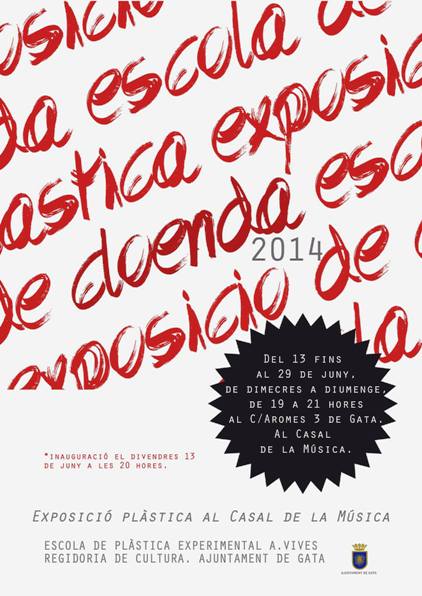 osicio
da escola de
plastica exposicio
de doenda esco
exposicio de
la
2014
Del 13 fins
al 29 de juny,
de dimecres a diumenge,
de 19 a 21 hores
al C/Aromes 3 de Gata.
Al Casal
de la Música.
*inauguració el divendres 13
de juny a les 20 hores.
Exposició plàstica al Casal de la Música
Escola de plàstica experimental A.Vives
Regidoria de Cultura. Ajuntament de Gata
AJUNTAMENT DE GATA